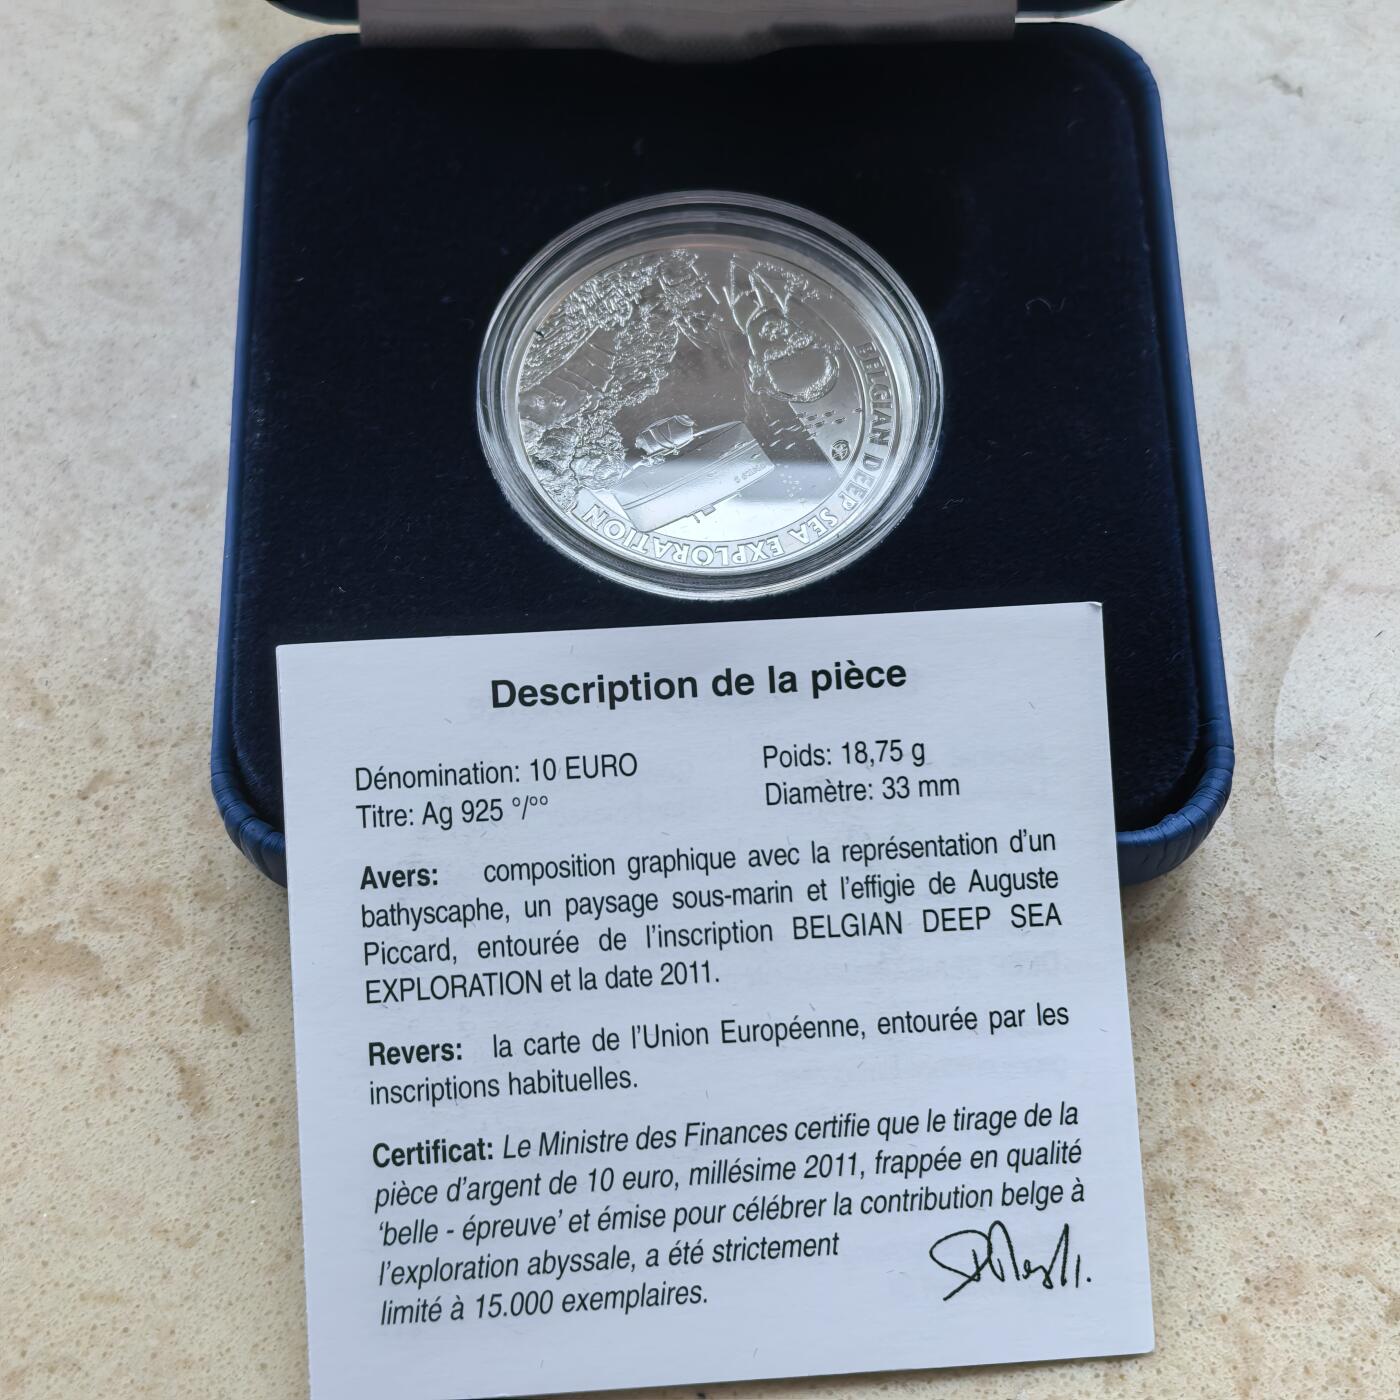 BELGIAN DEEP SEA EXPLORATION
Description de la pièce
Dénomination: 10 EURO
Titre: Ag 925 °/°°
Poids: 18,75 g
Diamètre: 33 mm
Avers: composition graphique avec la représentation d'un
bathyscaphe, un paysage sous-marin et l'effigie de Auguste
Piccard, entourée de l'inscription BELGIAN DEEP SEA
EXPLORATION et la date 2011.
Revers: la carte de l'Union Européenne, entourée par les
inscriptions habituelles.
Certificat: Le Ministre des Finances certifie que le tirage de la
pièce d'argent de 10 euro, millésime 2011, frappée en qualité
'belle - épreuve' et émise pour célébrer la contribution belge à
l'exploration abyssale, a été strictement
limité à 15.000 exemplaires.